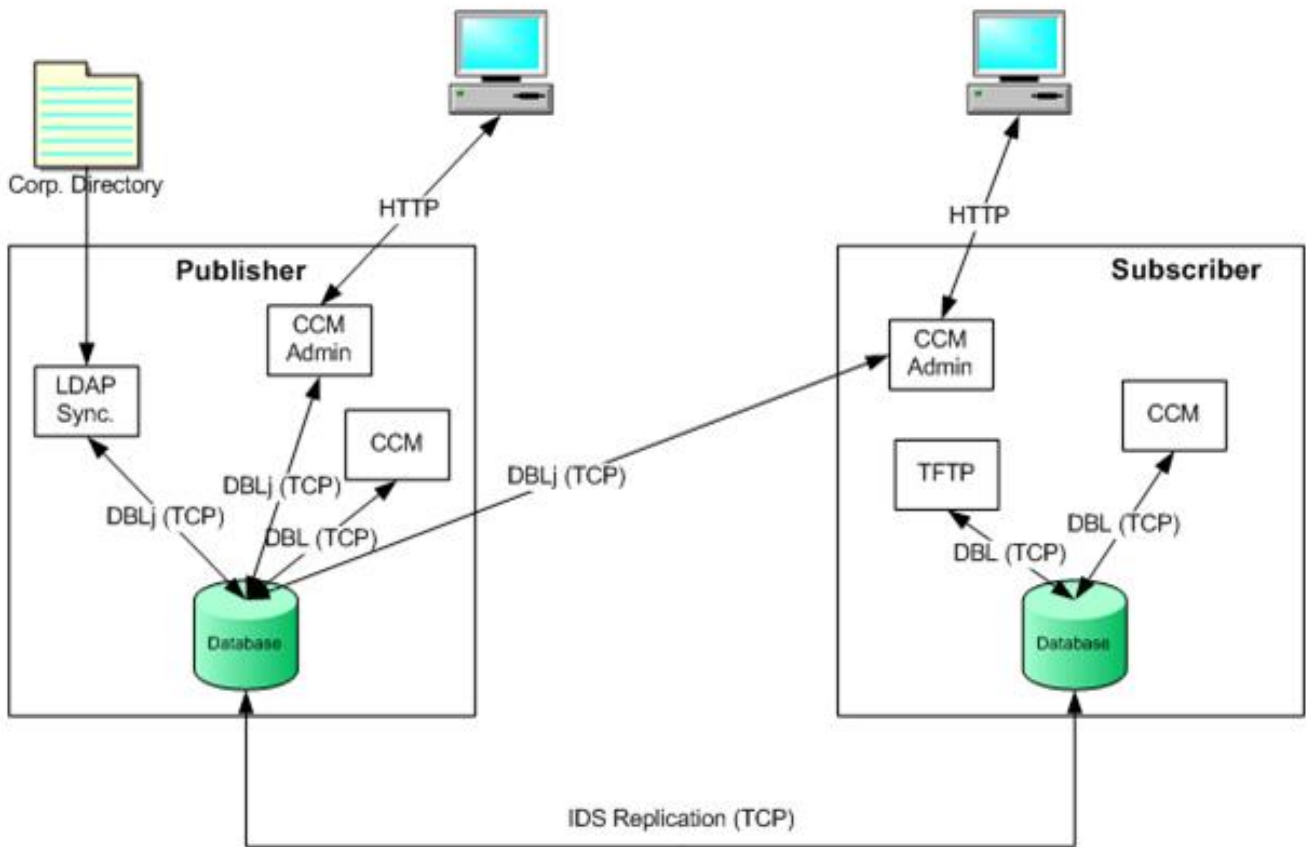 Corp. Directory
HTTP
HTTP
Publisher
Subscriber
CCM
Admin
CCM
Admin
LDAP
Sync.
CCM
CCM
TFTP
DBLj (TCP)
DBLj (TCP)
DBLj (TCP)
DBL (TCP)
DBL (TCP)
DBL (TCP)
Database
Database
IDS Replication (TCP)